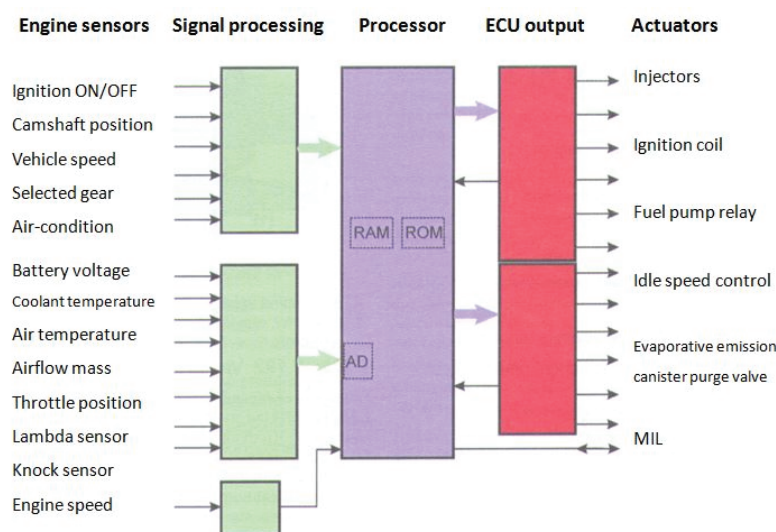 Engine sensors Signal processing Processor ECU output Actuators
Ignition ON/OFF
Camshaft position
Vehicle speed
Selected gear
Air-condition
Battery voltage
Coolant temperature
Air temperature
Airflow mass
Throttle position
Lambda sensor
Knock sensor
Engine speed
RAM ROM
AD
Injectors
Ignition coil
Fuel pump relay
Idle speed control
Evaporative emission
canister purge valve
MIL